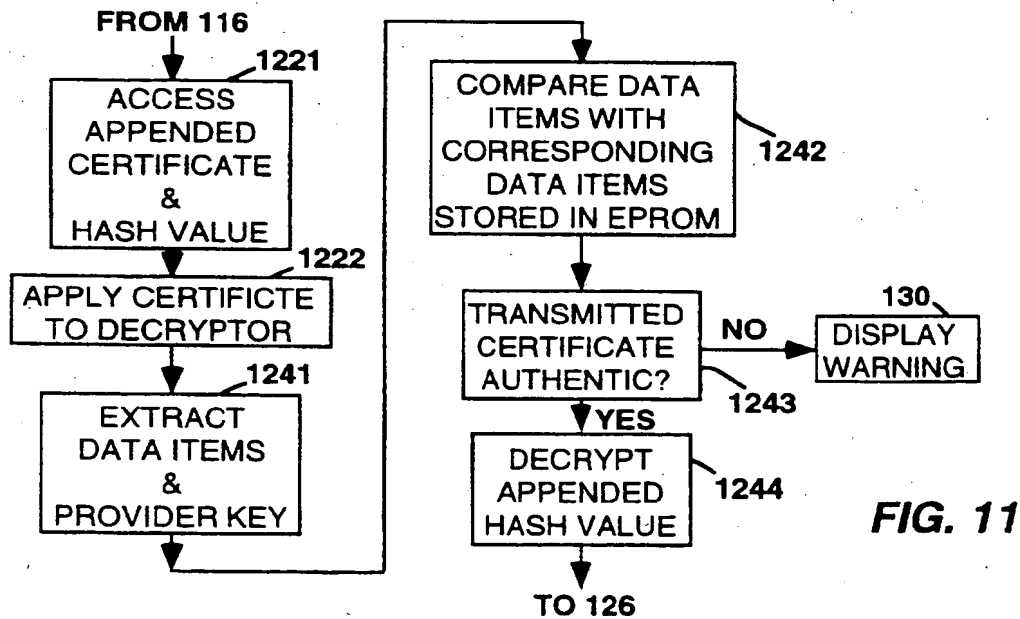 FROM 116
1221
ACCESS
APPENDED
CERTIFICATE
&
HASH VALUE
1222
APPLY CERTIFICTE
TO DECRYPTOR
1241
EXTRACT
DATA ITEMS
&
PROVIDER KEY
COMPARE DATA
ITEMS WITH
CORRESPONDING
DATA ITEMS
STORED IN EPROM
1242
TRANSMITTED
CERTIFICATE
AUTHENTIC?
1243
NO
130
DISPLAY
WARNING
YES
DECRYPT
APPENDED
HASH VALUE
1244
TO 126
FIG. 11